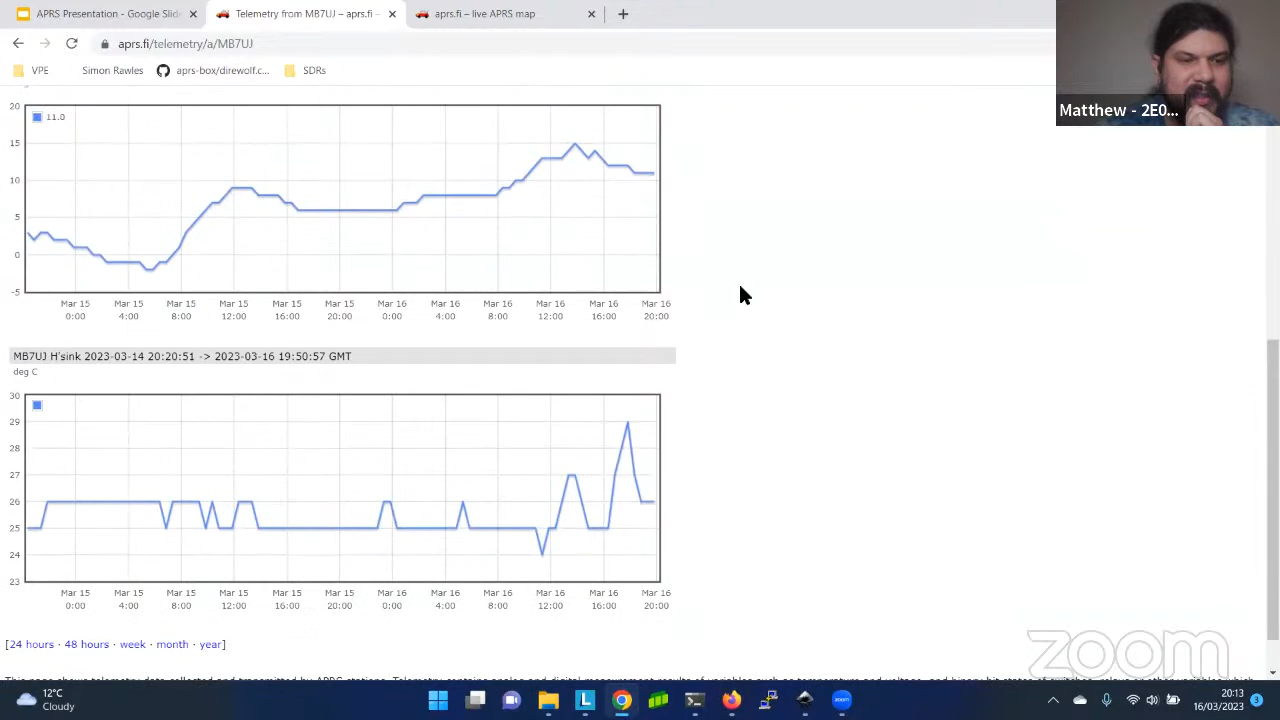 APRS Presentation - Google Slid
Telemetry from MB7UJ – aprs.fi –
aprs.fi – live APRS map
aprs.fi/telemetry/a/MB7UJ
VPE
Simon Rawles
aprs-box/direwolf.c...
SDRs
Matthew - 2E0...
11.0
20
15
10
5
0
-5
Mar 15 Mar 15 Mar 15 Mar 15 Mar 15 Mar 15 Mar 16 Mar 16 Mar 16 Mar 16 Mar 16 Mar 16
0:00 4:00 8:00 12:00 16:00 20:00 0:00 4:00 8:00 12:00 16:00 20:00
MB7UJ H'sink 2023-03-14 20:20:51 -> 2023-03-16 19:50:57 GMT
deg C
30
29
28
27
26
25
24
23
Mar 15 Mar 15 Mar 15 Mar 15 Mar 15 Mar 15 Mar 16 Mar 16 Mar 16 Mar 16 Mar 16 Mar 16
0:00 4:00 8:00 12:00 16:00 20:00 0:00 4:00 8:00 12:00 16:00 20:00
[24 hours · 48 hours · week · month · year]
zoom
12°C
Cloudy
zoom
20:13
16/03/2023
3